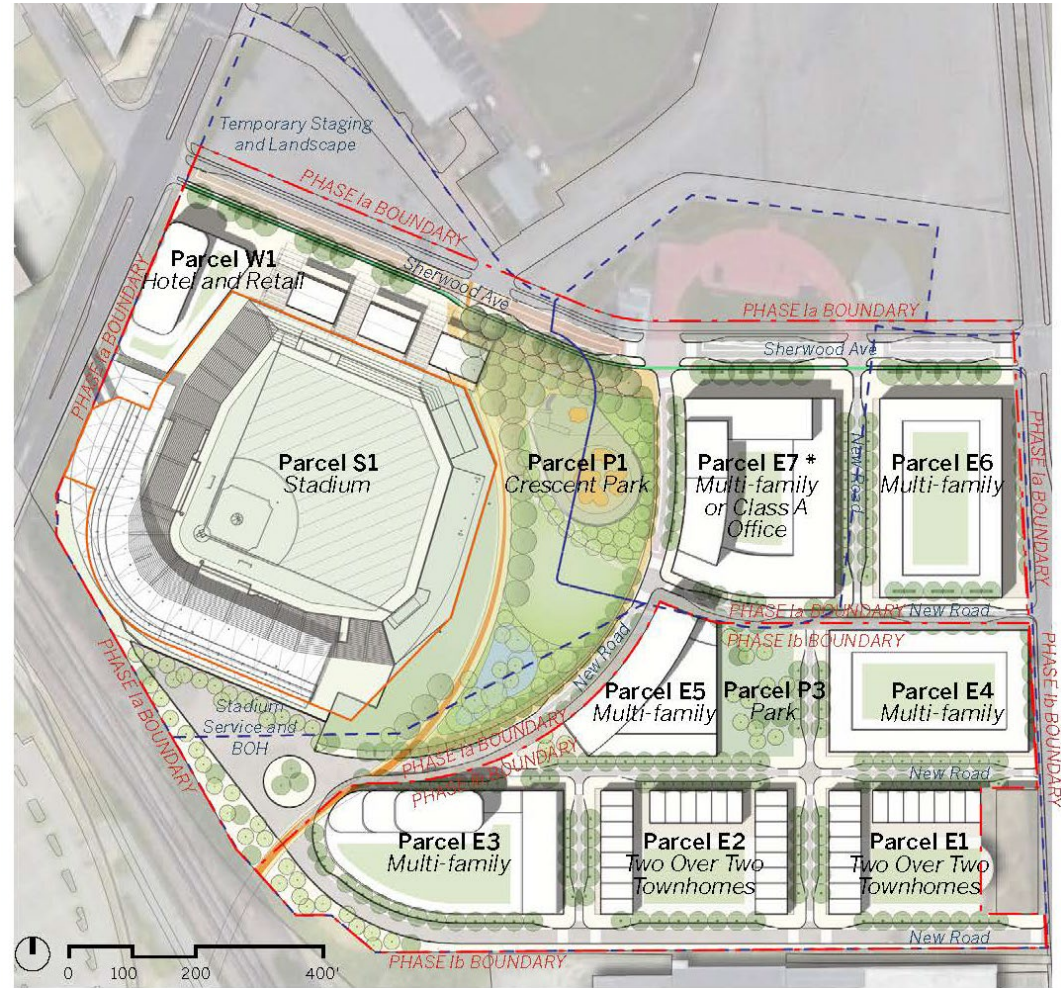 Temporary Staging
and Landscape
PHASE Ia BOUNDARY
Sherwood Ave
Parcel W1
Hotel and Retail
PHASE Ia BOUNDARY
PHASE Ia BOUNDARY
Sherwood Ave
Parcel S1
Stadium
Parcel P1
Crescent Park
Parcel E7 *
Multi-family
or Class A
Office
New Road
Parcel E6
Multi-family
PHASE Ia BOUNDARY
PHASE Ia BOUNDARY
New Road
PHASE Ib BOUNDARY
New Road
Parcel E5
Multi-family
Parcel P3
Park
Parcel E4
Multi-family
PHASE Ib BOUNDARY
Stadium
Service and
BOH
PHASE Ia BOUNDARY
PHASE Ia BOUNDARY
PHASE Ib BOUNDARY
New Road
Parcel E3
Multi-family
Parcel E2
Two Over Two
Townhomes
Parcel E1
Two Over Two
Townhomes
New Road
PHASE Ib BOUNDARY
0 100 200 400'